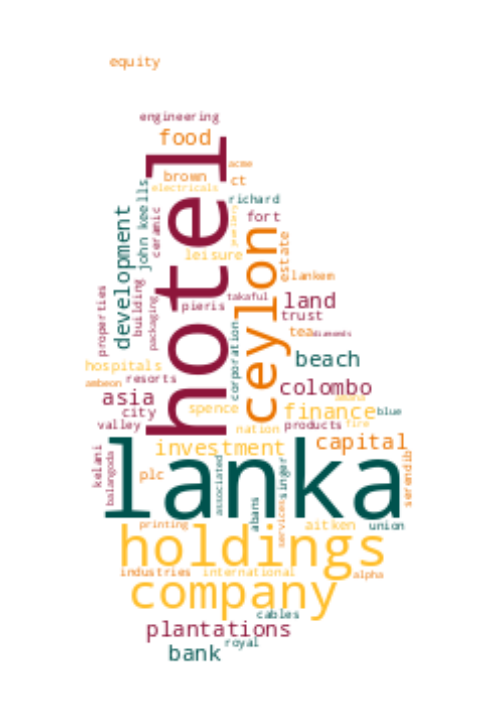 equity
engineering
food
acme
brown
ct
electricals
richard
john keells
ceramic
fort
hotel
development
leisure
ceylon
estate
lankem
building
properties
packaging
takaful
pieris
land
trust
tea
diamonds
corporation
beach
hospitals
ambeon
resorts
colombo
asia
spence
finance
blue
city
valley
nation
products
fire
investment
capital
kelani
balangoda
plc
lanka
associated
singer
serendib
abans
services
printing
aitken
union
holdings
industries
international
alpha
company
cables
plantations
royal
bank